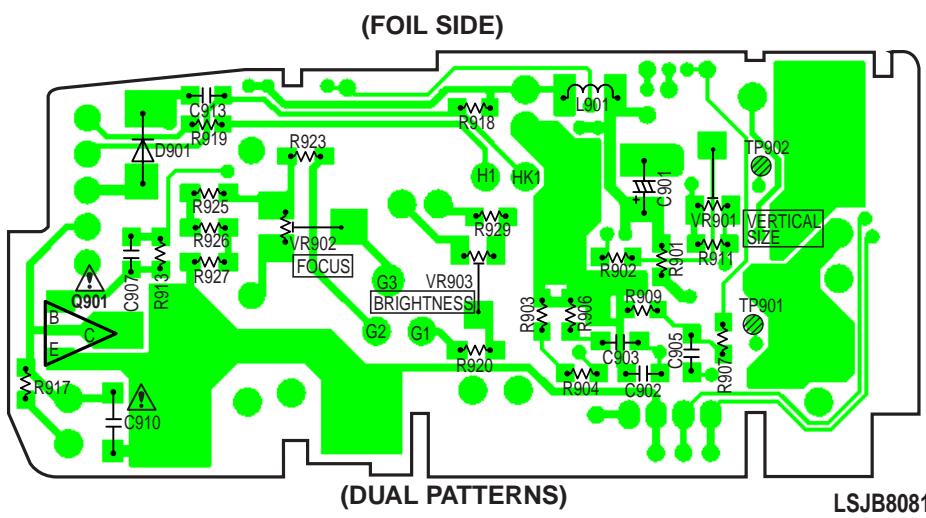 (FOIL SIDE)
C913
R919
D901
R923
R918
L901
TP902
H1
HK1
C901
R925
R926
R927
VR902
FOCUS
R929
VR903
BRIGHTNESS
G3
G2
G1
VR901
VERTICAL
SIZE
R911
R901
R902
C907
R913
Q901
B
C
E
R903
R906
R909
TP901
C903
C905
R907
R920
R904
C902
R917
C910
(DUAL PATTERNS)
LSJB8081